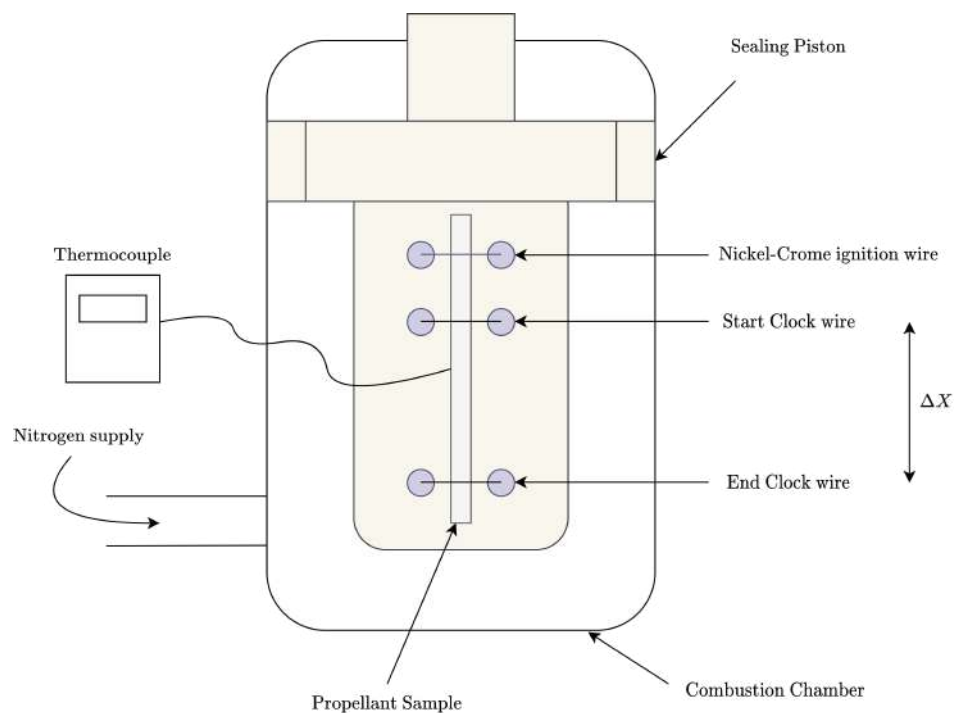 Sealing Piston
Thermocouple
Nickel-Crome ignition wire
Start Clock wire
ΔX
Nitrogen supply
End Clock wire
Propellant Sample
Combustion Chamber